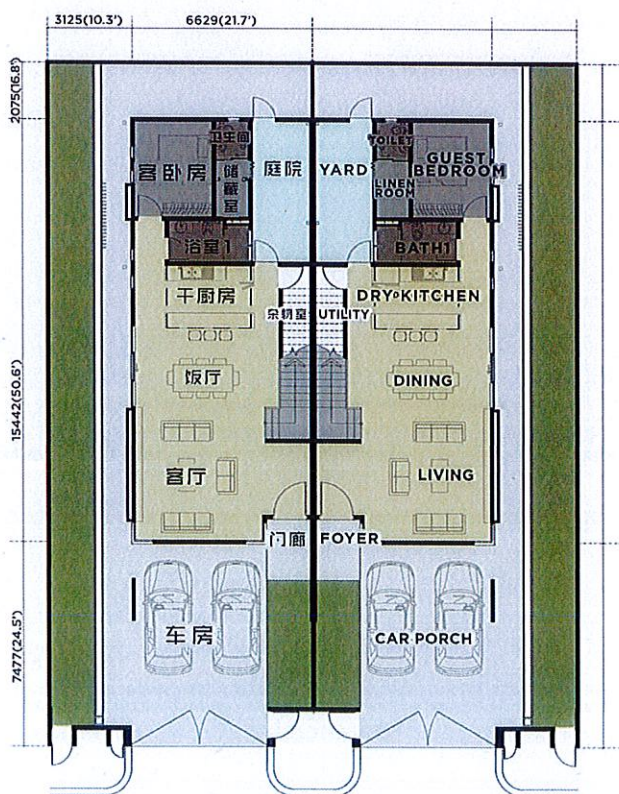 3125(10.3') 6629(21.7')
2075(16.8')
15442(50.6')
7477(24.5')
卫生间
客卧房
储藏室
庭院
YARD
TOILET
GUEST
BEDROOM
LINEN
ROOM
浴室 1
BATH1
干厨房
DRY KITCHEN
杂物室
UTILITY
饭厅
DINING
客厅
LIVING
门廊
FOYER
车房
CAR PORCH